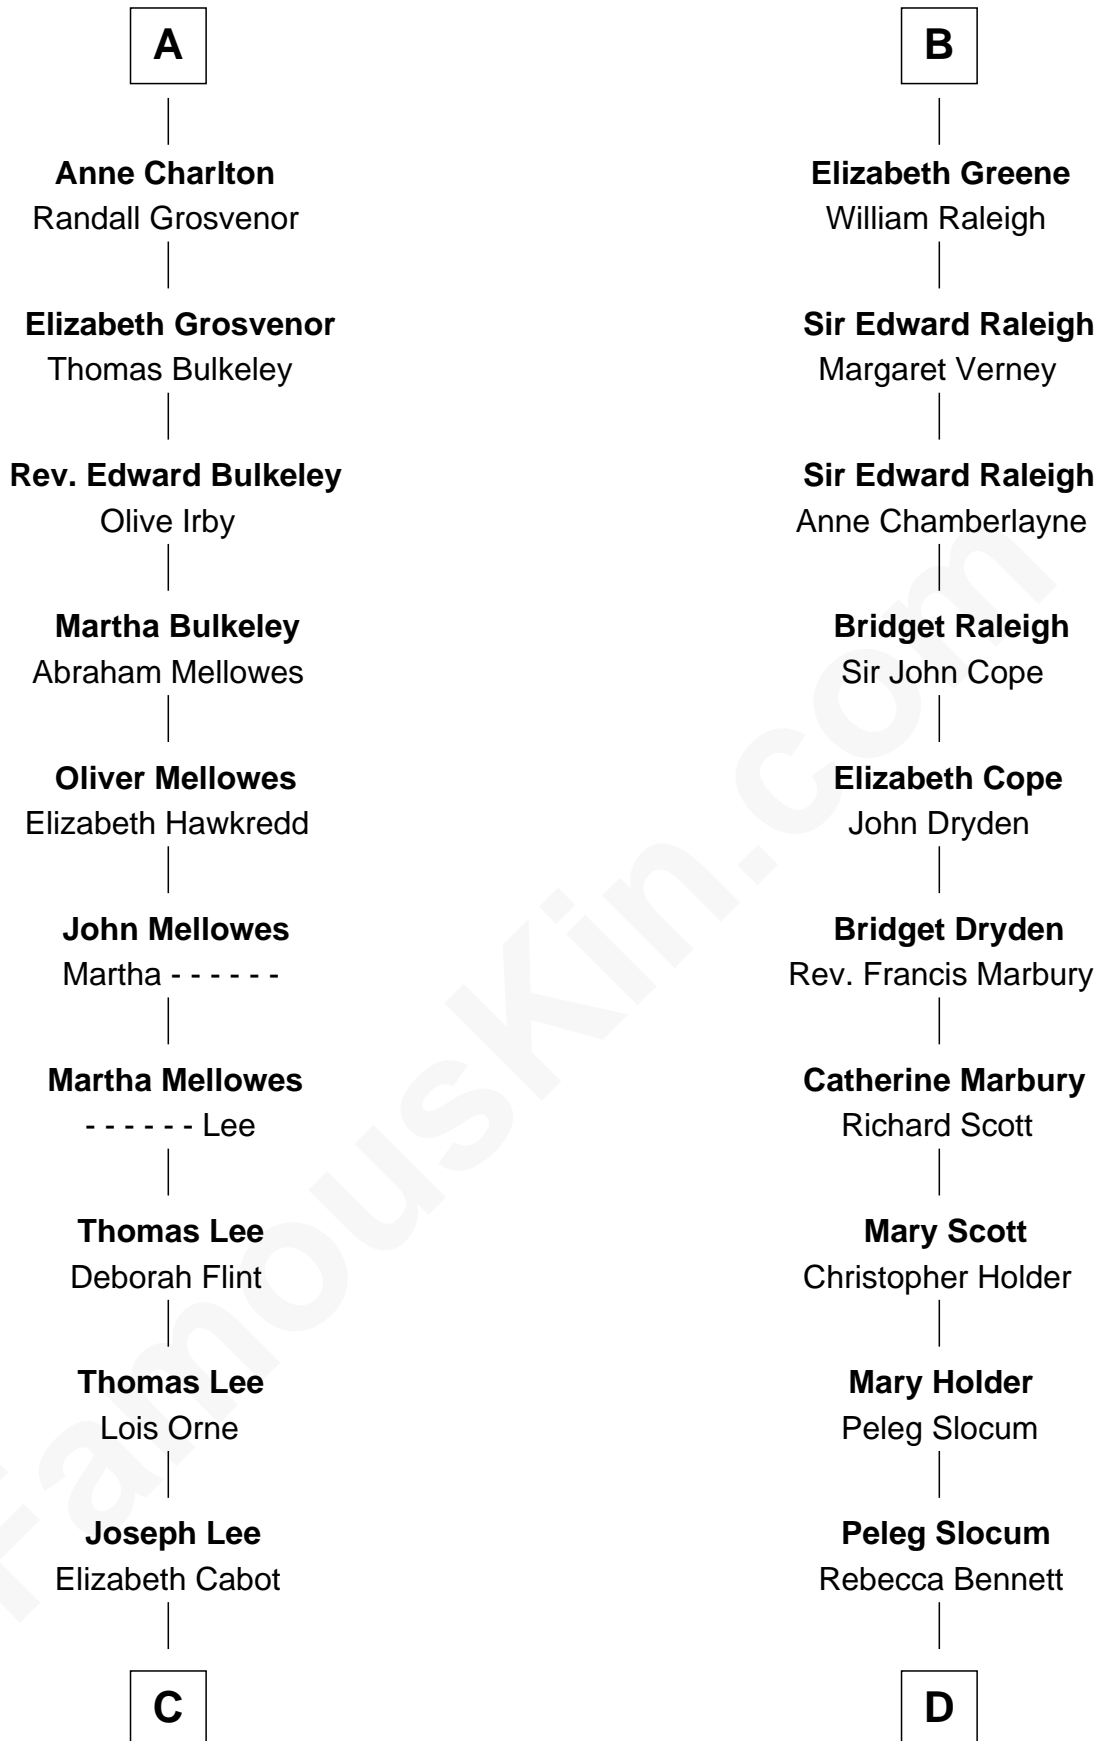 A
Anne Charlton
Randall Grosvenor
Elizabeth Grosvenor
Thomas Bulkeley
Rev. Edward Bulkeley
Olive Irby
Martha Bulkeley
Abraham Mellowes
Oliver Mellowes
Elizabeth Hawkredd
John Mellowes
Martha - - - - - -
Martha Mellowes
- - - - - - Lee
Thomas Lee
Deborah Flint
Thomas Lee
Lois Orne
Joseph Lee
Elizabeth Cabot
C
B
Elizabeth Greene
William Raleigh
Sir Edward Raleigh
Margaret Verney
Sir Edward Raleigh
Anne Chamberlayne
Bridget Raleigh
Sir John Cope
Elizabeth Cope
John Dryden
Bridget Dryden
Rev. Francis Marbury
Catherine Marbury
Richard Scott
Mary Scott
Christopher Holder
Mary Holder
Peleg Slocum
Peleg Slocum
Rebecca Bennett
D
FamousKin.com